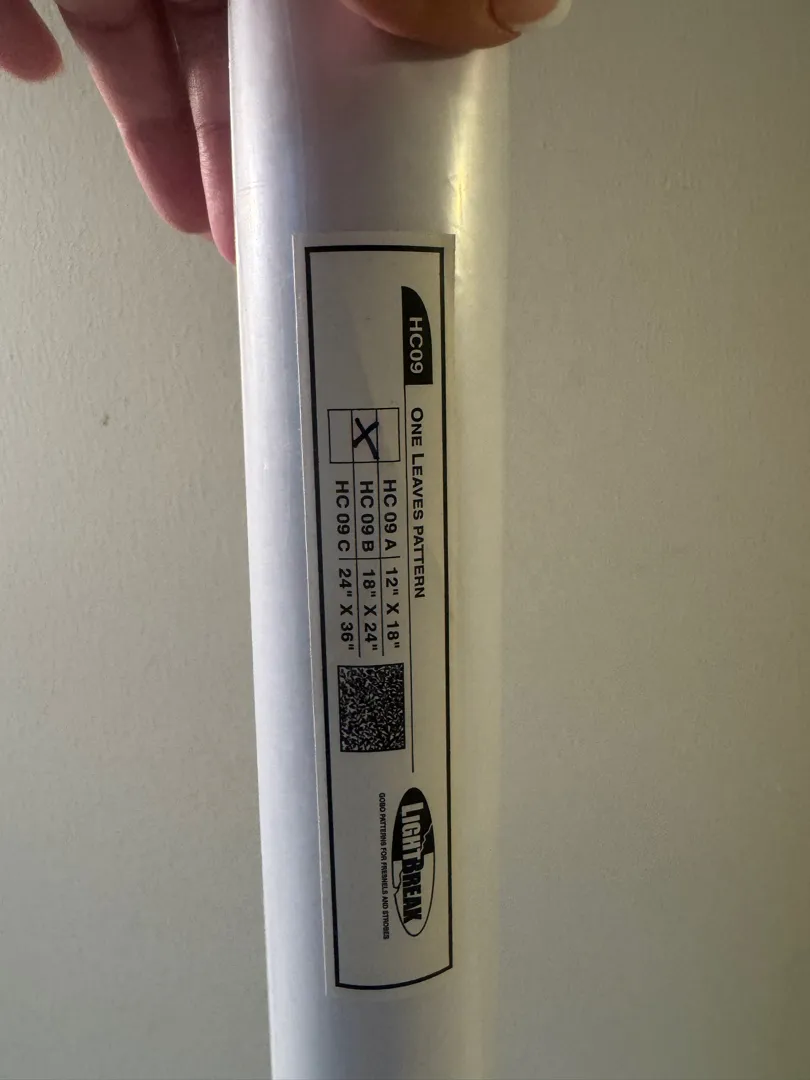 HC09
ONE LEAVES PATTERN
HC 09 A 12" X 18"
X HC 09 B 18" X 24"
HC 09 C 24" X 36"
LIGHTBREAK
GOBO PATTERNS FOR FRESNELS AND STROBES